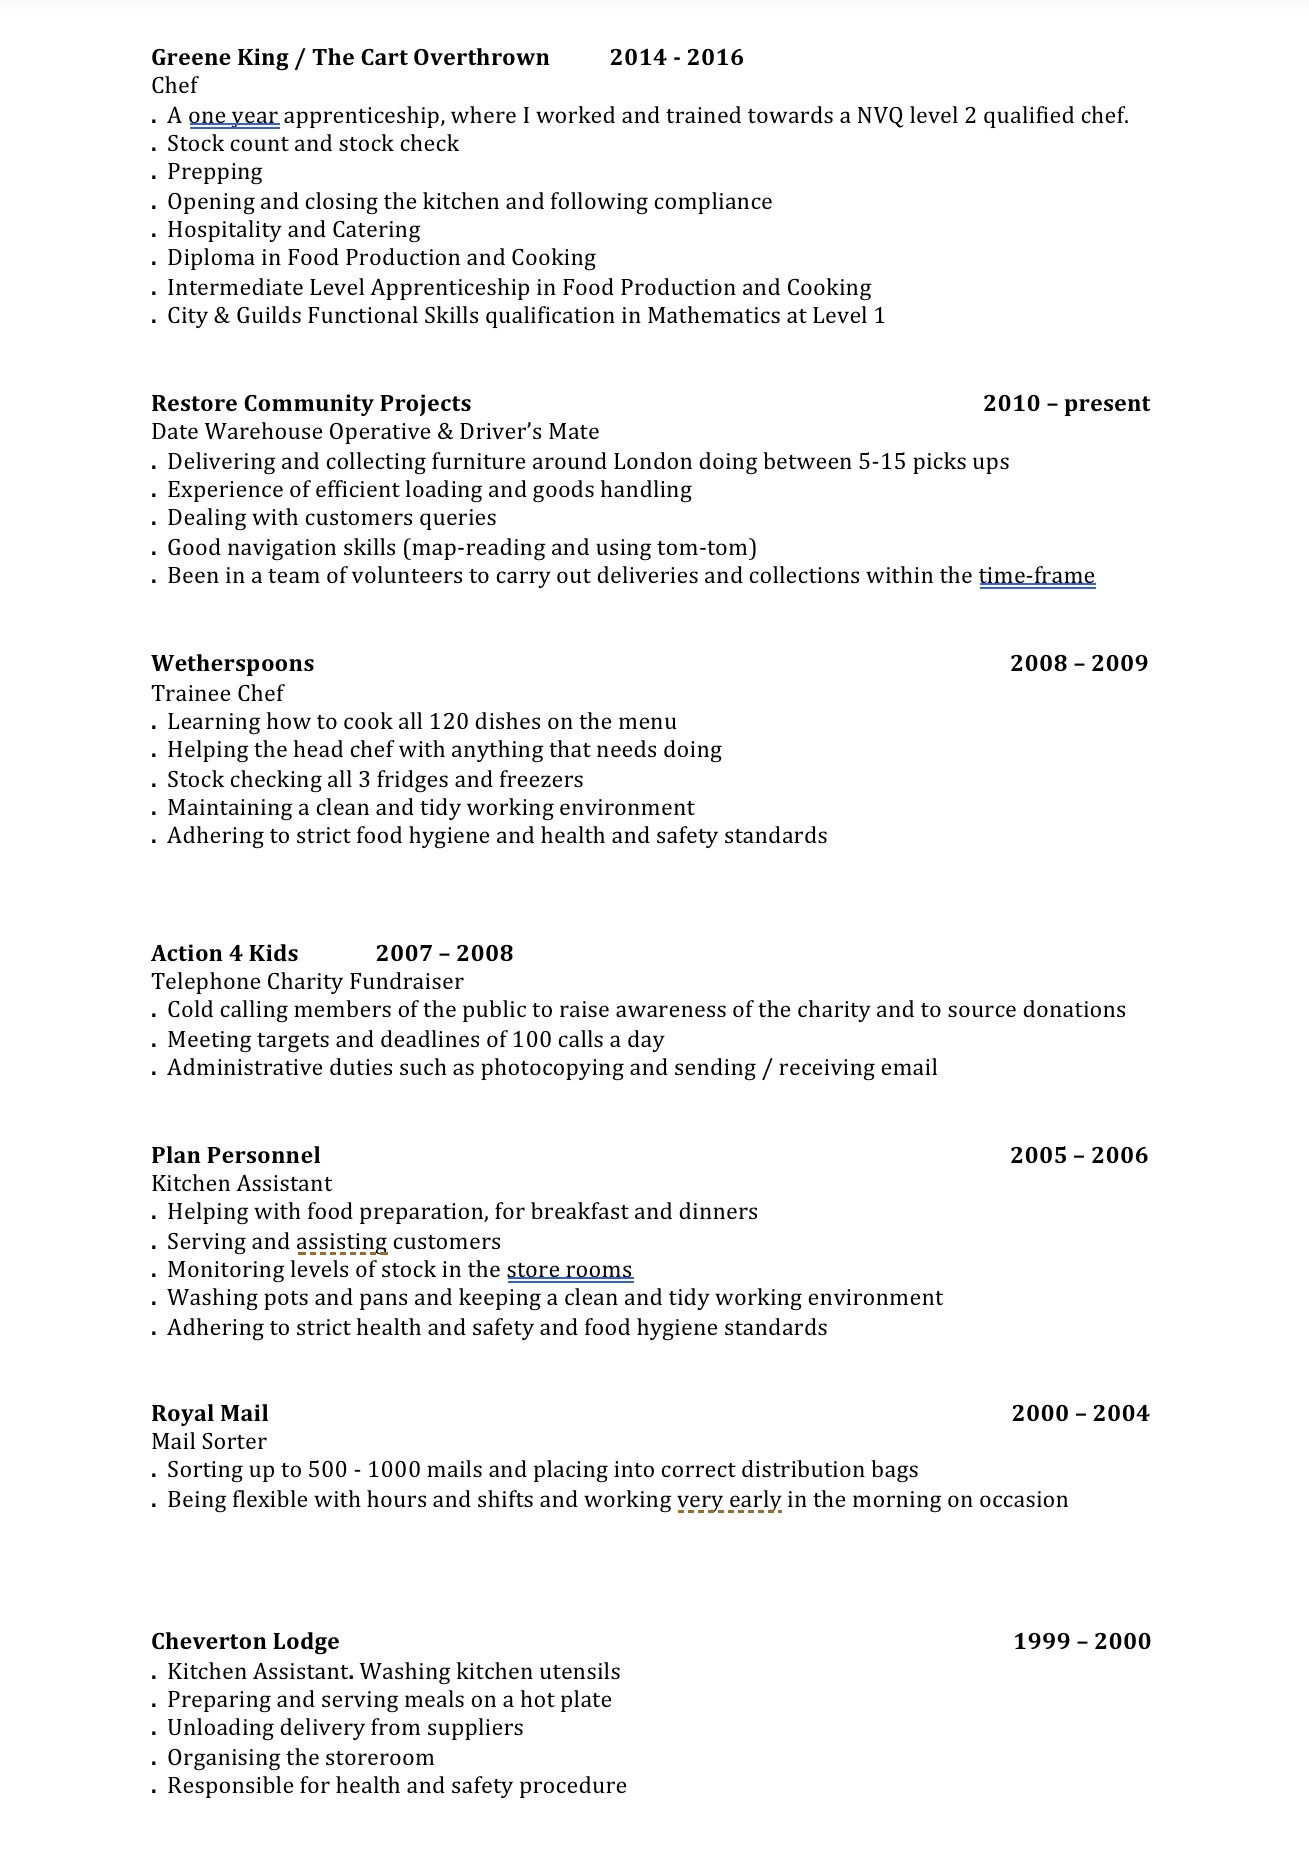 Greene King / The Cart Overthrown 2014 - 2016
Chef
. A one year apprenticeship, where I worked and trained towards a NVQ level 2 qualified chef.
. Stock count and stock check
. Prepping
. Opening and closing the kitchen and following compliance
. Hospitality and Catering
. Diploma in Food Production and Cooking
. Intermediate Level Apprenticeship in Food Production and Cooking
. City & Guilds Functional Skills qualification in Mathematics at Level 1
Restore Community Projects 2010 – present
Date Warehouse Operative & Driver’s Mate
. Delivering and collecting furniture around London doing between 5-15 picks ups
. Experience of efficient loading and goods handling
. Dealing with customers queries
. Good navigation skills (map-reading and using tom-tom)
. Been in a team of volunteers to carry out deliveries and collections within the time-frame
Wetherspoons 2008 – 2009
Trainee Chef
. Learning how to cook all 120 dishes on the menu
. Helping the head chef with anything that needs doing
. Stock checking all 3 fridges and freezers
. Maintaining a clean and tidy working environment
. Adhering to strict food hygiene and health and safety standards
Action 4 Kids 2007 – 2008
Telephone Charity Fundraiser
. Cold calling members of the public to raise awareness of the charity and to source donations
. Meeting targets and deadlines of 100 calls a day
. Administrative duties such as photocopying and sending / receiving email
Plan Personnel 2005 – 2006
Kitchen Assistant
. Helping with food preparation, for breakfast and dinners
. Serving and assisting customers
. Monitoring levels of stock in the store rooms
. Washing pots and pans and keeping a clean and tidy working environment
. Adhering to strict health and safety and food hygiene standards
Royal Mail 2000 – 2004
Mail Sorter
. Sorting up to 500 - 1000 mails and placing into correct distribution bags
. Being flexible with hours and shifts and working very early in the morning on occasion
Cheverton Lodge 1999 – 2000
. Kitchen Assistant. Washing kitchen utensils
. Preparing and serving meals on a hot plate
. Unloading delivery from suppliers
. Organising the storeroom
. Responsible for health and safety procedure